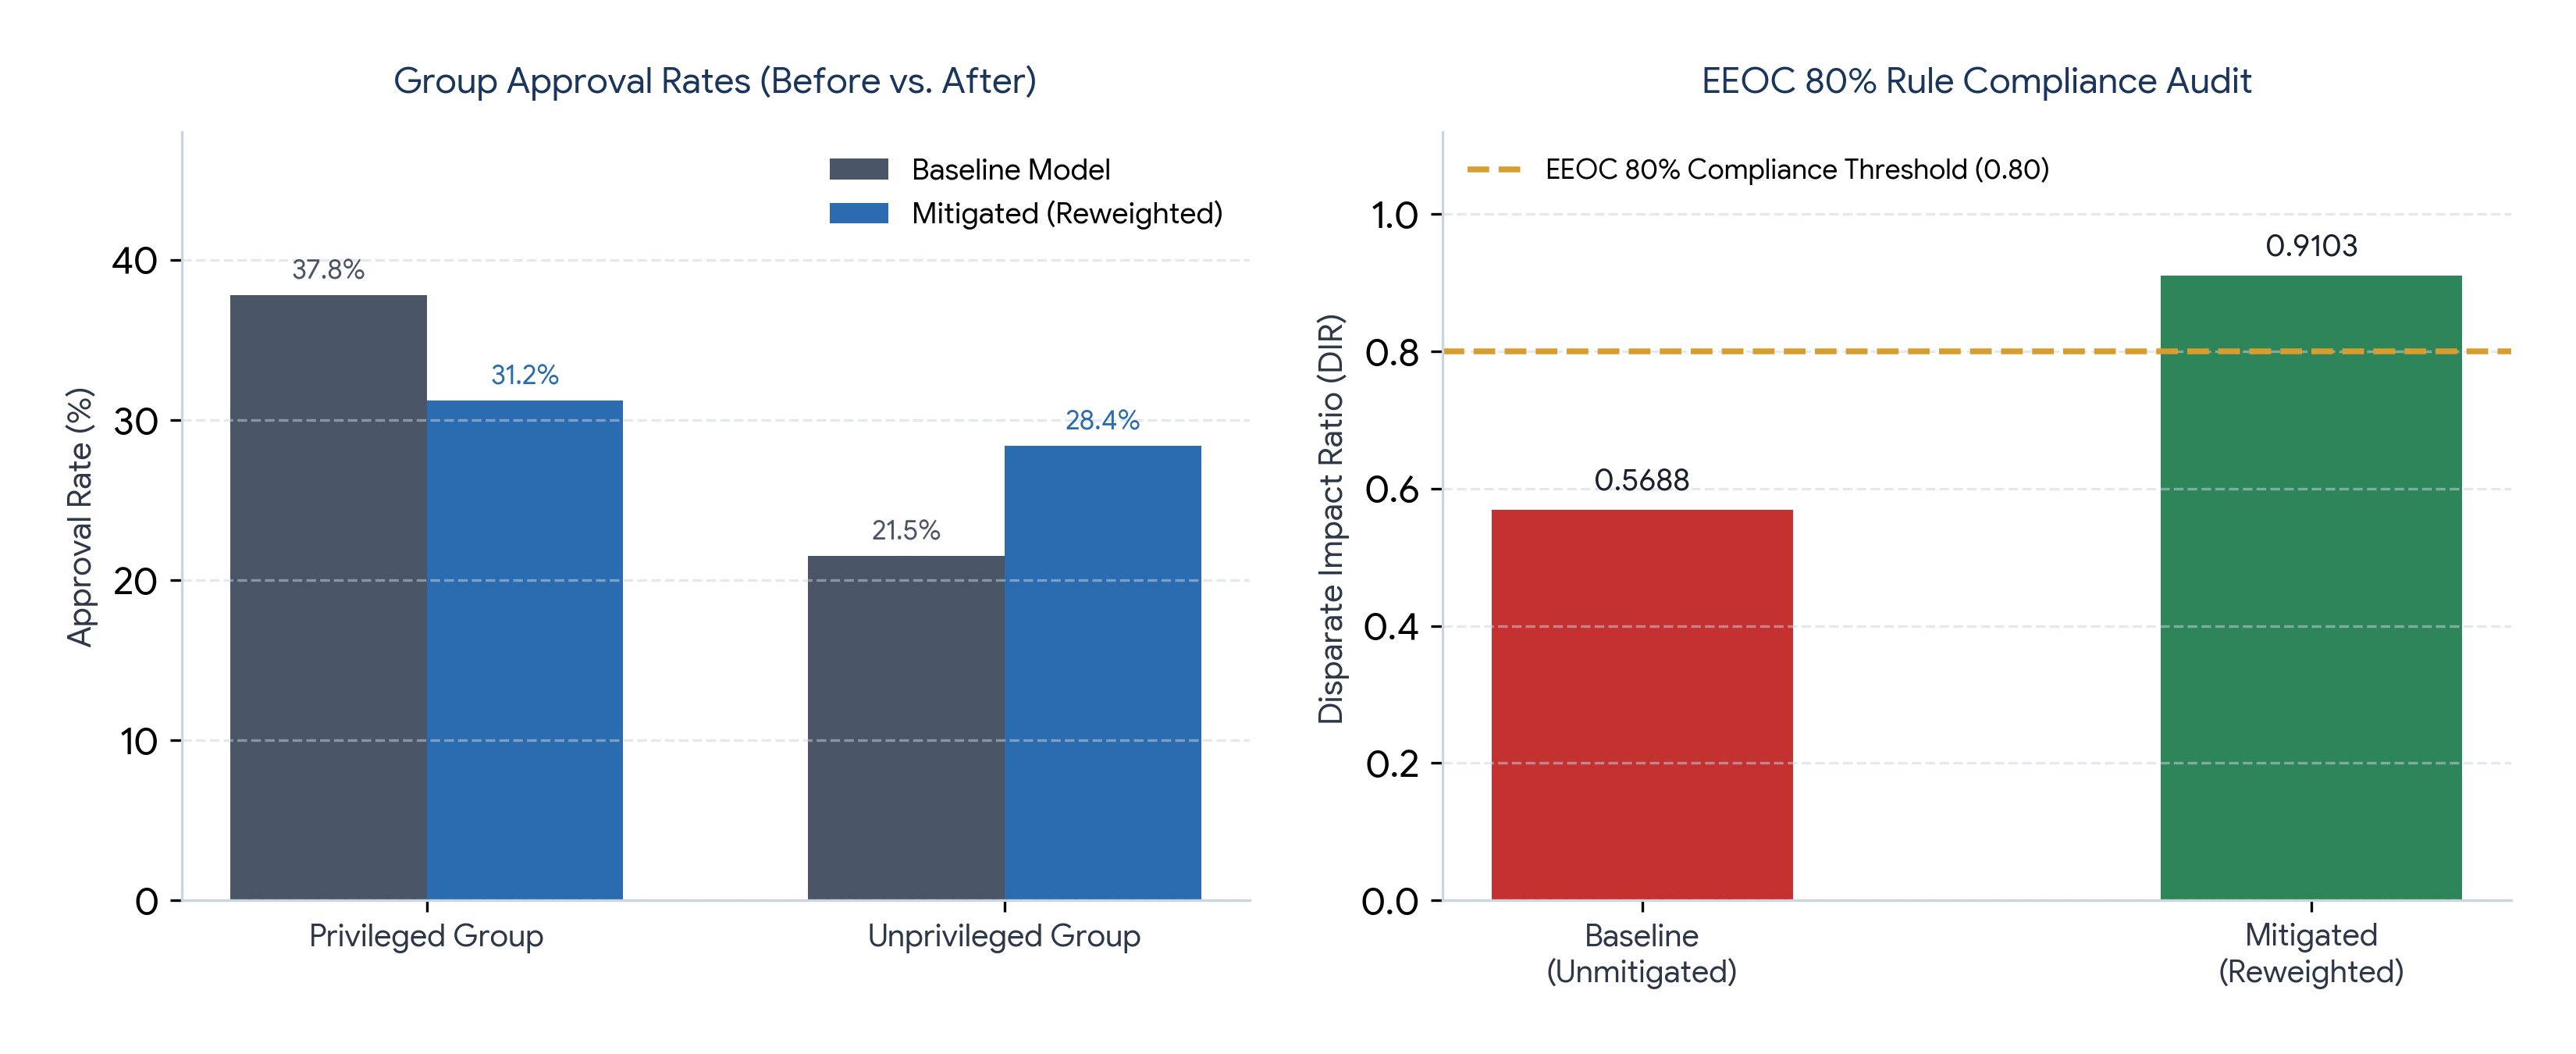 Group Approval Rates (Before vs. After)
Baseline Model
Mitigated (Reweighted)
Approval Rate (%)
40
30
20
10
0
37.8%
31.2%
21.5%
28.4%
Privileged Group
Unprivileged Group
EEOC 80% Rule Compliance Audit
EEOC 80% Compliance Threshold (0.80)
Disparate Impact Ratio (DIR)
1.0
0.8
0.6
0.4
0.2
0.0
0.5688
0.9103
Baseline
(Unmitigated)
Mitigated
(Reweighted)